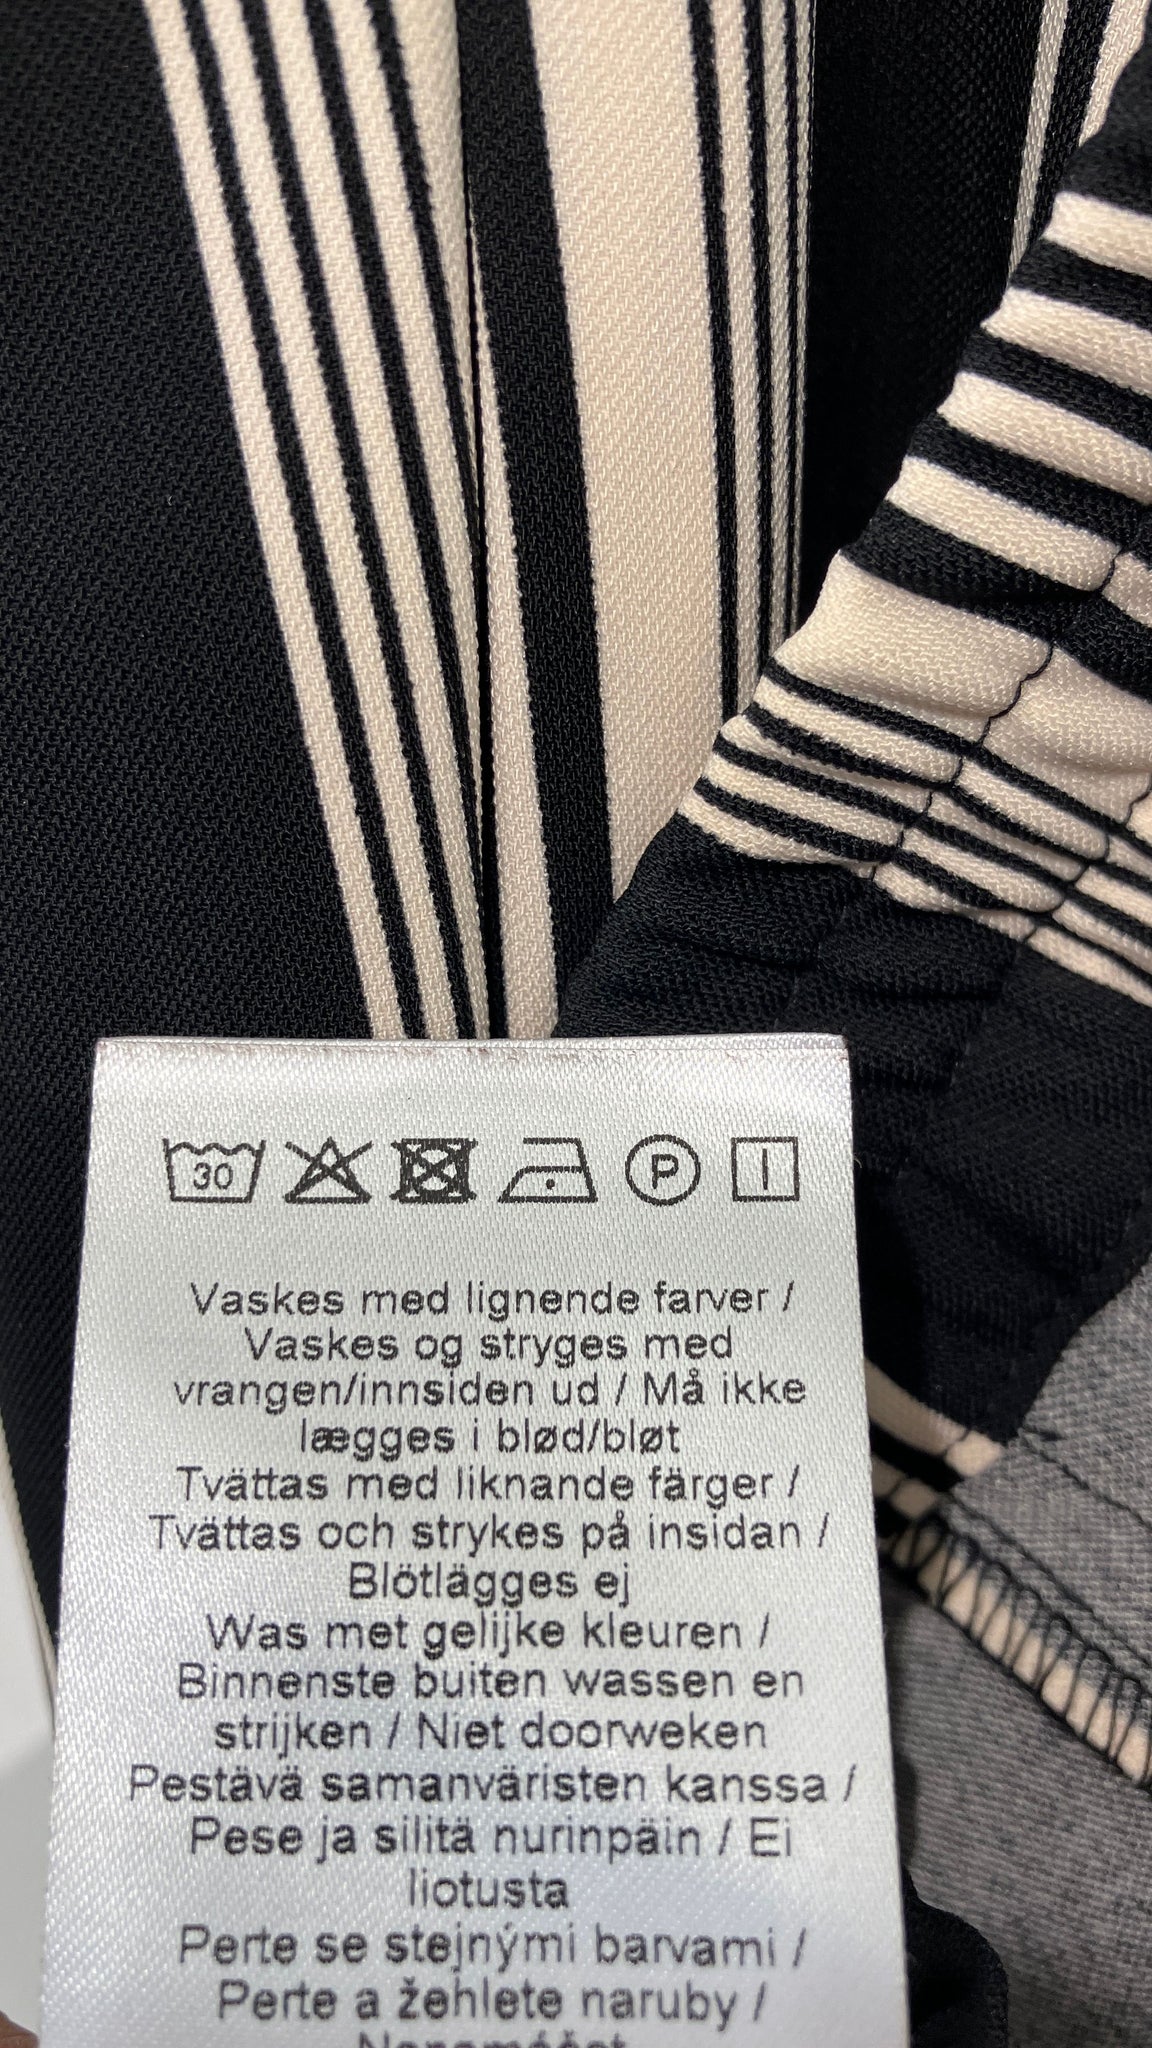 30 P
Vaskes med lignende farver /
Vaskes og stryges med
vrangen/innsiden ud / Må ikke
lægges i blød/bløt
Tvättas med liknande färger /
Tvättas och strykes på insidan /
Blötlägges ej
Was met gelijke kleuren /
Binnenste buiten wassen en
strijken / Niet doorweken
Pestävä samanväristen kanssa /
Pese ja silitä nurinpäin / Ei
liotusta
Perte se stejnými barvami /
Perte a žehlete naruby /